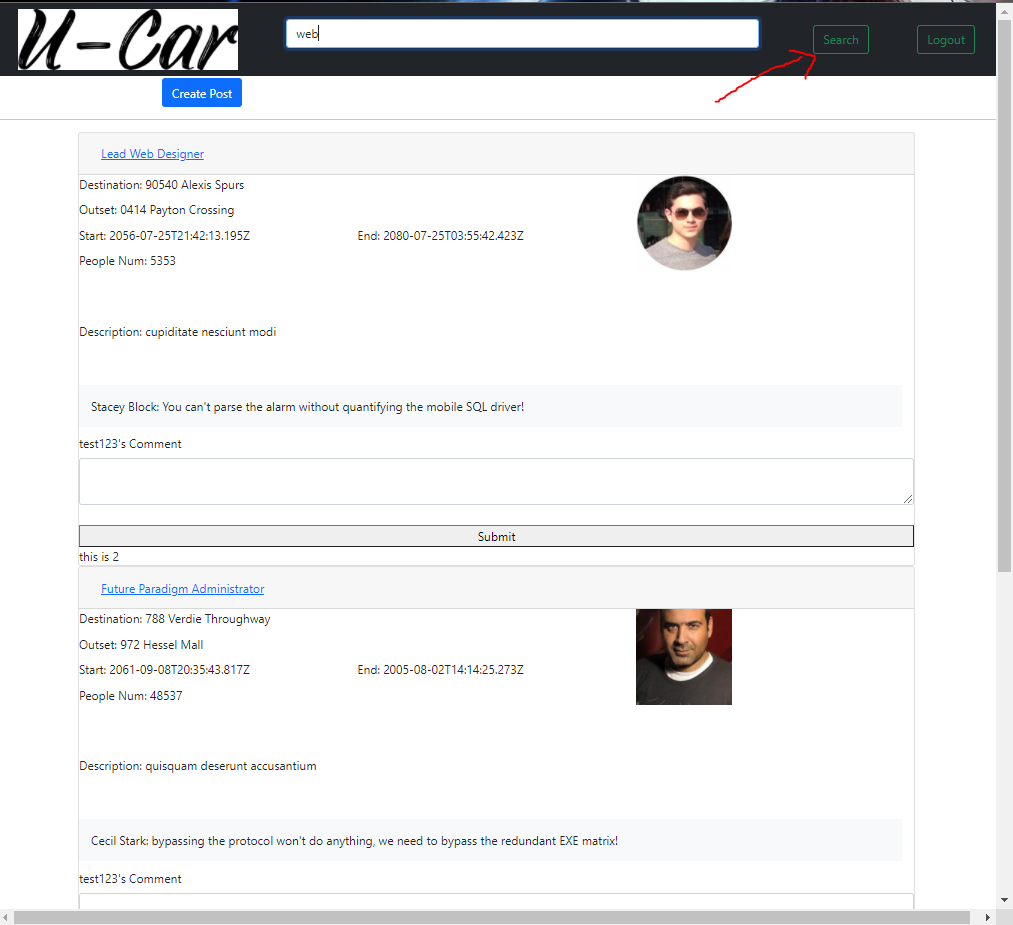 U-Car
web
Search
Logout
Create Post
Lead Web Designer
Destination: 90540 Alexis Spurs
Outset: 0414 Payton Crossing
Start: 2056-07-25T21:42:13.195Z
End: 2080-07-25T03:55:42.423Z
People Num: 5353
Description: cupiditate nesciunt modi
Stacey Block: You can't parse the alarm without quantifying the mobile SQL driver!
test123's Comment
Submit
this is 2
Future Paradigm Administrator
Destination: 788 Verdie Throughway
Outset: 972 Hessel Mall
Start: 2061-09-08T20:35:43.817Z
End: 2005-08-02T14:14:25.273Z
People Num: 48537
Description: quisquam deserunt accusantium
Cecil Stark: bypassing the protocol won't do anything, we need to bypass the redundant EXE matrix!
test123's Comment